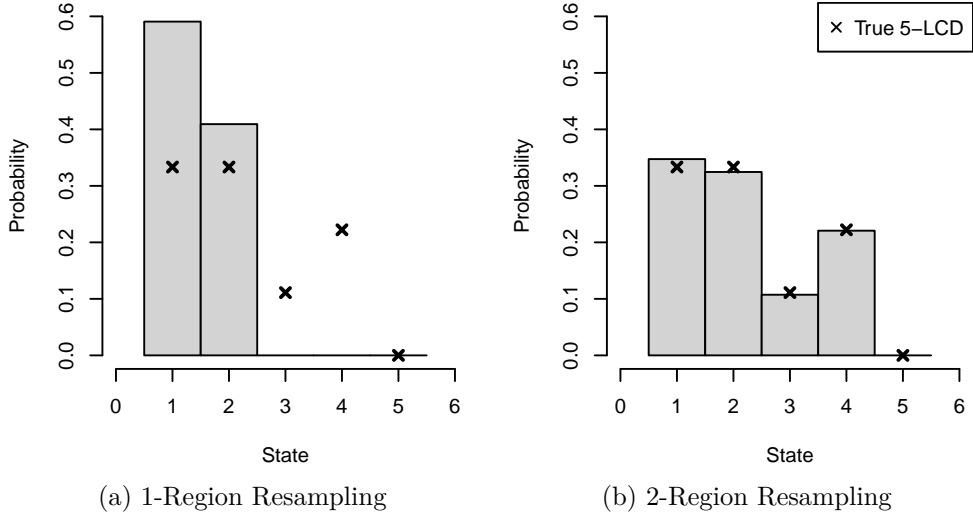 True 5−LCD
Probability
0.0 0.1 0.2 0.3 0.4 0.5 0.6
0 1 2 3 4 5 6
State
(a) 1-Region Resampling
Probability
0.0 0.1 0.2 0.3 0.4 0.5 0.6
0 1 2 3 4 5 6
State
(b) 2-Region Resampling